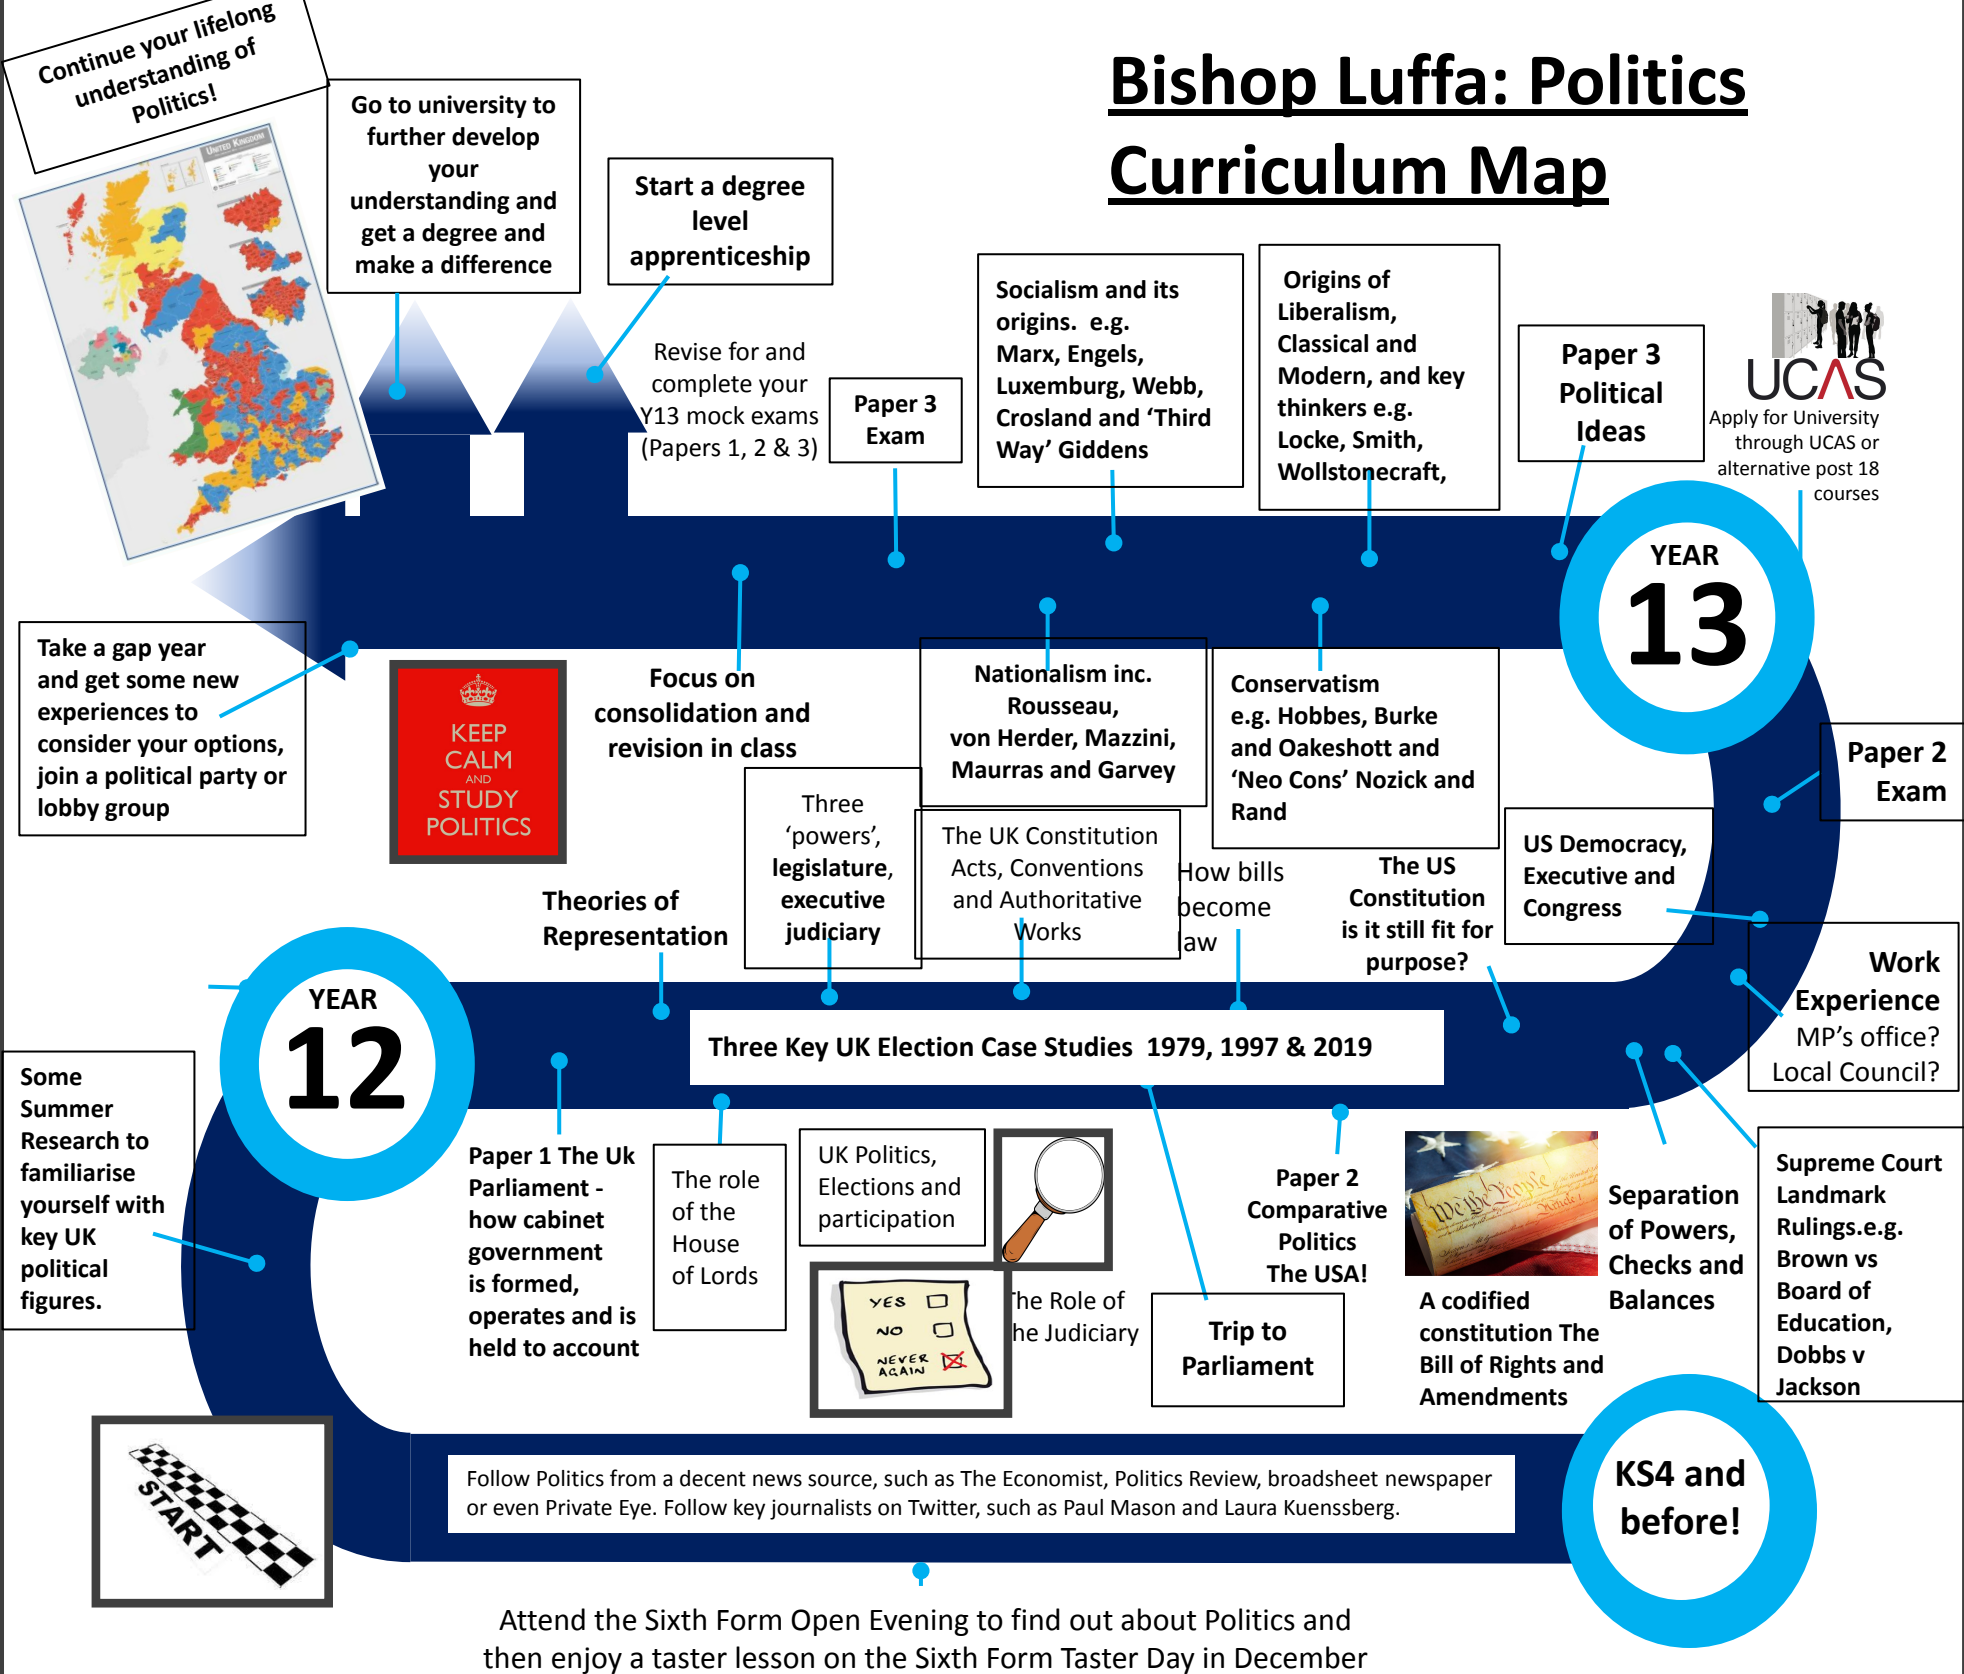 Continue your lifelong
understanding of
Politics!
Bishop Luffa: Politics
Curriculum Map
Go to university to
further develop
your
understanding and
get a degree and
make a difference
Start a degree
level
apprenticeship
UNITED KINGDOM
Revise for and
complete your
Y13 mock exams
(Papers 1, 2 & 3)
Paper 3
Exam
Socialism and its
origins. e.g.
Marx, Engels,
Luxemburg, Webb,
Crosland and ‘Third
Way’ Giddens
Origins of
Liberalism,
Classical and
Modern, and key
thinkers e.g.
Locke, Smith,
Wollstonecraft,
Paper 3
Political
Ideas
UCAS
Apply for University
through UCAS or
alternative post 18
courses
YEAR
13
Take a gap year
and get some new
experiences to
consider your options,
join a political party or
lobby group
KEEP
CALM
AND
STUDY
POLITICS
Focus on
consolidation and
revision in class
Nationalism inc.
Rousseau,
von Herder, Mazzini,
Maurras and Garvey
Conservatism
e.g. Hobbes, Burke
and Oakeshott and
‘Neo Cons’ Nozick and
Rand
Paper 2
Exam
Theories of
Representation
Three
‘powers’,
legislature,
executive
judiciary
The UK Constitution
Acts, Conventions
and Authoritative
Works
How bills
become
law
The US
Constitution
is it still fit for
purpose?
US Democracy,
Executive and
Congress
Work
Experience
MP’s office?
Local Council?
YEAR
12
Three Key UK Election Case Studies 1979, 1997 & 2019
Some
Summer
Research to
familiarise
yourself with
key UK
political
figures.
Paper 1 The Uk
Parliament -
how cabinet
government
is formed,
operates and is
held to account
The role
of the
House
of Lords
UK Politics,
Elections and
participation
YES
NO
NEVER
AGAIN
The Role of
the Judiciary
Trip to
Parliament
Paper 2
Comparative
Politics
The USA!
We the People
Article I
A codified
constitution The
Bill of Rights and
Amendments
Separation
of Powers,
Checks and
Balances
Supreme Court
Landmark
Rulings.e.g.
Brown vs
Board of
Education,
Dobbs v
Jackson
START
Follow Politics from a decent news source, such as The Economist, Politics Review, broadsheet newspaper
or even Private Eye. Follow key journalists on Twitter, such as Paul Mason and Laura Kuenssberg.
KS4 and
before!
Attend the Sixth Form Open Evening to find out about Politics and
then enjoy a taster lesson on the Sixth Form Taster Day in December